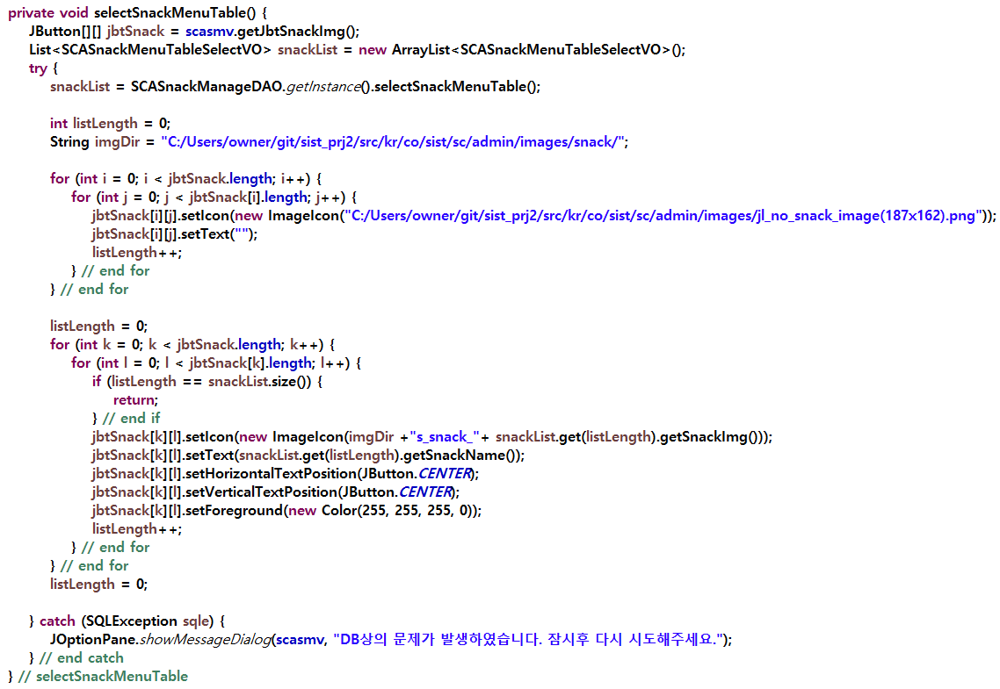 private void selectSnackMenuTable() {
JButton[][] jbtSnack = scasmv.getJbtSnackImg();
List<SCASnackMenuTableSelectVO> snackList = new ArrayList<SCASnackMenuTableSelectVO>();
try {
snackList = SCASnackManageDAO.getInstance().selectSnackMenuTable();
int listLength = 0;
String imgDir = "C:/Users/owner/git/sist_prj2/src/kr/co/sist/sc/admin/images/snack/";
for (int i = 0; i < jbtSnack.length; i++) {
for (int j = 0; j < jbtSnack[i].length; j++) {
jbtSnack[i][j].setIcon(new ImageIcon("C:/Users/owner/git/sist_prj2/src/kr/co/sist/sc/admin/images/jl_no_snack_image(187x162).png"));
jbtSnack[i][j].setText("");
listLength++;
} // end for
} // end for
listLength = 0;
for (int k = 0; k < jbtSnack.length; k++) {
for (int l = 0; l < jbtSnack[k].length; l++) {
if (listLength == snackList.size()) {
return;
} // end if
jbtSnack[k][l].setIcon(new ImageIcon(imgDir +"s_snack_"+ snackList.get(listLength).getSnackImg()));
jbtSnack[k][l].setText(snackList.get(listLength).getSnackName());
jbtSnack[k][l].setHorizontalTextPosition(JButton.CENTER);
jbtSnack[k][l].setVerticalTextPosition(JButton.CENTER);
jbtSnack[k][l].setForeground(new Color(255, 255, 255, 0));
listLength++;
} // end for
} // end for
listLength = 0;
} catch (SQLException sqle) {
JOptionPane.showMessageDialog(scasmv, "DB상의 문제가 발생하였습니다. 잠시후 다시 시도해주세요.");
} // end catch
} // selectSnackMenuTable